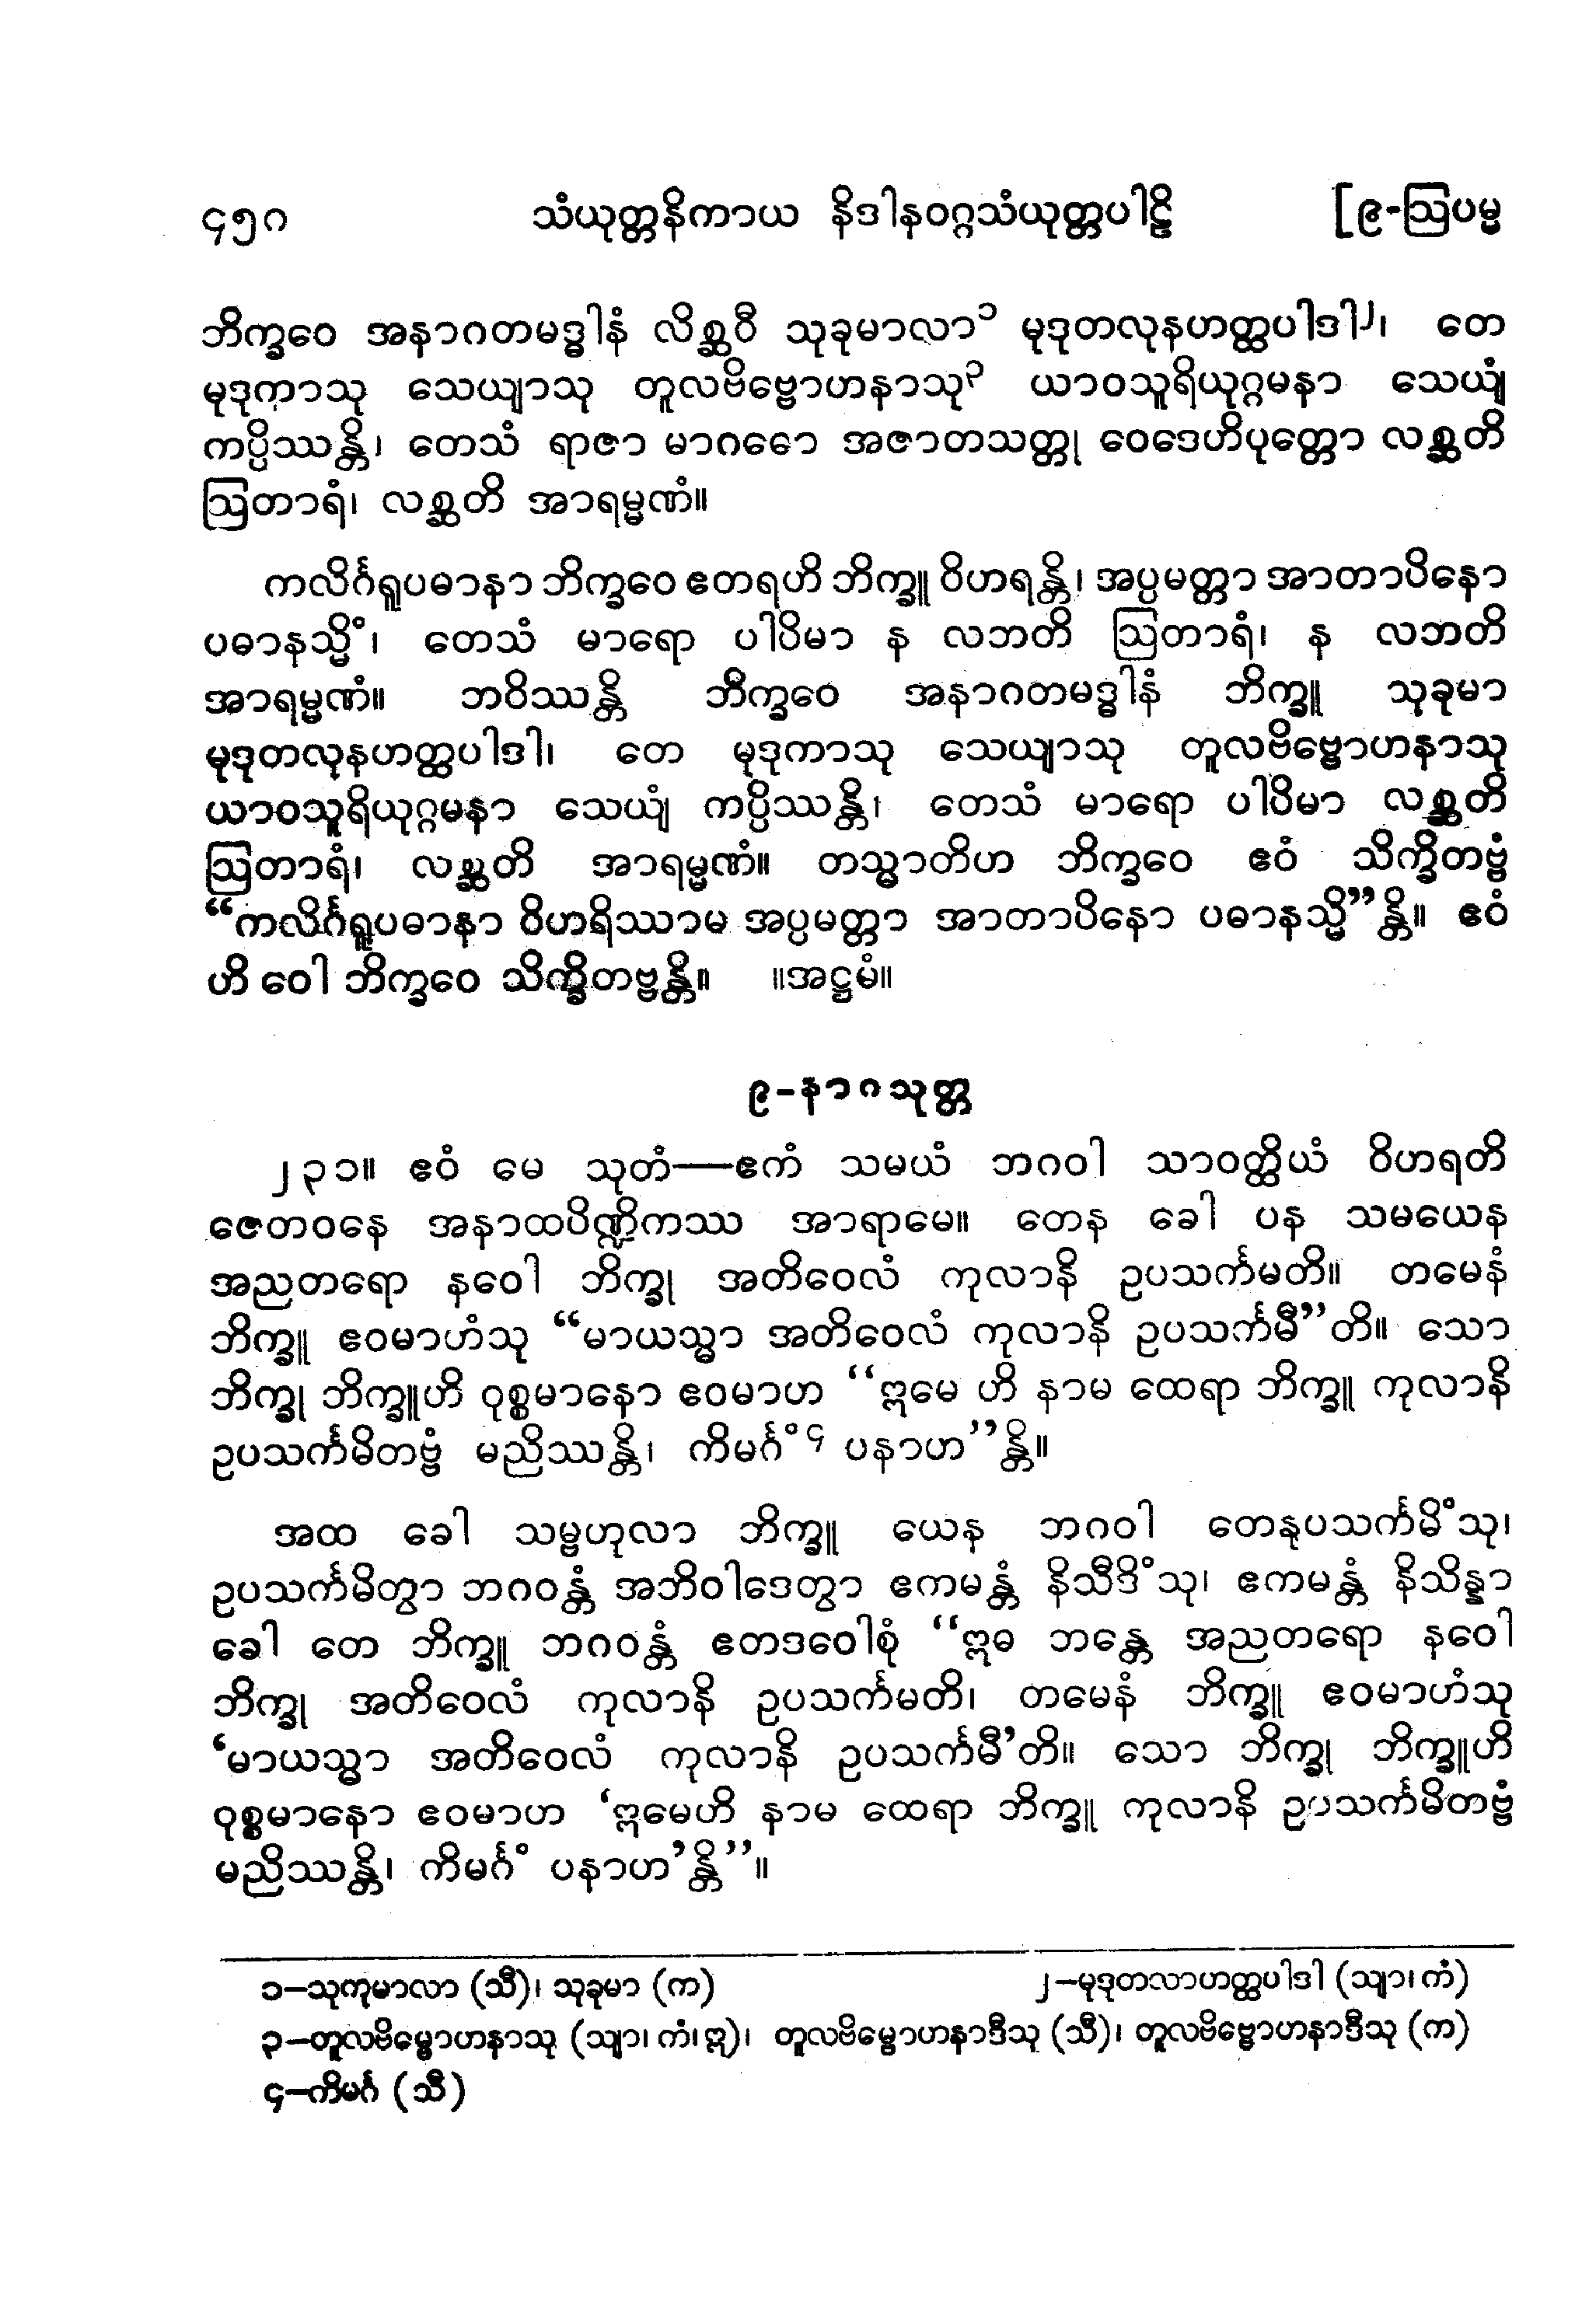 ၄၅ဂ သံယုတ္တနိကာယ နိဒါနဝဂ္ဂသံယုတ္တပါဠိ [၉-ဩပမ္မ
ဘိက္ခဝေ အနာဂတမဒ္ဓါနံ လိစ္ဆဝီ သုခုမာလာ၁ မုဒုတလုနဟတ္ထပါဒါ၂၊ တေ
မုဒုကာသု သေယျာသု တူလဗိဗ္ဗောဟနာသု၃ ယာဝသူရိယုဂ္ဂမနာ သေယျံ
ကပ္ပိဿန္တိ၊ တေသံ ရာဇာ မာဂဓော အဇာတသတ္တု ဝေဒေဟိပုတ္တော လစ္ဆတိ
ဩတာရံ၊ လစ္ဆတိ အာရမ္မဏံ။
ကလိင်္ဂရူပဓာနာ ဘိက္ခဝေ ဧတရဟိ ဘိက္ခူ ဝိဟရန္တိ၊ အပ္ပမတ္တာ အာတာပိနော
ပဓာနသ္မိံ၊ တေသံ မာရော ပါပိမာ န လဘတိ ဩတာရံ၊ န လဘတိ
အာရမ္မဏံ။ ဘဝိဿန္တိ ဘိက္ခဝေ အနာဂတမဒ္ဓါနံ ဘိက္ခူ သုခုမာ
မုဒုတလုနဟတ္ထပါဒါ၊ တေ မုဒုကာသု သေယျာသု တူလဗိဗ္ဗောဟနာသု
ယာဝသူရိယုဂ္ဂမနာ သေယျံ ကပ္ပိဿန္တိ၊ တေသံ မာရော ပါပိမာ လစ္ဆတိ
ဩတာရံ၊ လစ္ဆတိ အာရမ္မဏံ။ တသ္မာတိဟ ဘိက္ခဝေ ဧဝံ သိက္ခိတဗ္ဗံ
“ကလိင်္ဂရူပဓာနာ ဝိဟရိဿာမ အပ္ပမတ္တာ အာတာပိနော ပဓာနသ္မိ”န္တိ။ ဧဝံ
ဟိ ဝေါ ဘိက္ခဝေ သိက္ခိတဗ္ဗန္တိ။ ။အဋ္ဌမံ။
၉-နာဂသုတ္တ
၂၃၁။ ဧဝံ မေ သုတံ—ဧကံ သမယံ ဘဂဝါ သာဝတ္ထိယံ ဝိဟရတိ
ဇေတဝနေ အနာထပိဏ္ဍိကဿ အာရာမေ။ တေန ခေါ ပန သမယေန
အညတရော နဝေါ ဘိက္ခု အတိဝေလံ ကုလာနိ ဥပသင်္ကမတိ။ တမေနံ
ဘိက္ခူ ဧဝမာဟံသု “မာယသ္မာ အတိဝေလံ ကုလာနိ ဥပသင်္ကမီ”တိ။ သော
ဘိက္ခု ဘိက္ခူဟိ ဝုစ္စမာနော ဧဝမာဟ “ဣမေ ဟိ နာမ ထေရာ ဘိက္ခူ ကုလာနိ
ဥပသင်္ကမိတဗ္ဗံ မညိဿန္တိ၊ ကိမင်္ဂံ၄ ပနာဟ”န္တိ။
အထ ခေါ သမ္ဗဟုလာ ဘိက္ခူ ယေန ဘဂဝါ တေနုပသင်္ကမိံသု၊
ဥပသင်္ကမိတွာ ဘဂဝန္တံ အဘိဝါဒေတွာ ဧကမန္တံ နိသီဒိံသု၊ ဧကမန္တံ နိသိန္နာ
ခေါ တေ ဘိက္ခူ ဘဂဝန္တံ ဧတဒဝေါစုံ “ဣဓ ဘန္တေ အညတရော နဝေါ
ဘိက္ခု အတိဝေလံ ကုလာနိ ဥပသင်္ကမတိ၊ တမေနံ ဘိက္ခူ ဧဝမာဟံသု
‘မာယသ္မာ အတိဝေလံ ကုလာနိ ဥပသင်္ကမီ’တိ။ သော ဘိက္ခု ဘိက္ခူဟိ
ဝုစ္စမာနော ဧဝမာဟ ‘ဣမေဟိ နာမ ထေရာ ဘိက္ခူ ကုလာနိ ဥပသင်္ကမိတဗ္ဗံ
မညိဿန္တိ၊ ကိမင်္ဂံ ပနာဟ’န္တိ”။
၁—သုကုမာလာ (သီ)၊ သုခုမာ (က) ၂—မုဒုတလာဟတ္ထပါဒါ (သျာ၊ ကံ)
၃—တူလဗိမ္ဗောဟနာသု (သျာ၊ ကံ၊ ဣ)၊ တူလဗိမ္ဗောဟနာဒီသု (သီ)၊ တူလဗိဗ္ဗောဟနာဒီသု (က)
၄—ကိမင်္ဂ (သီ)